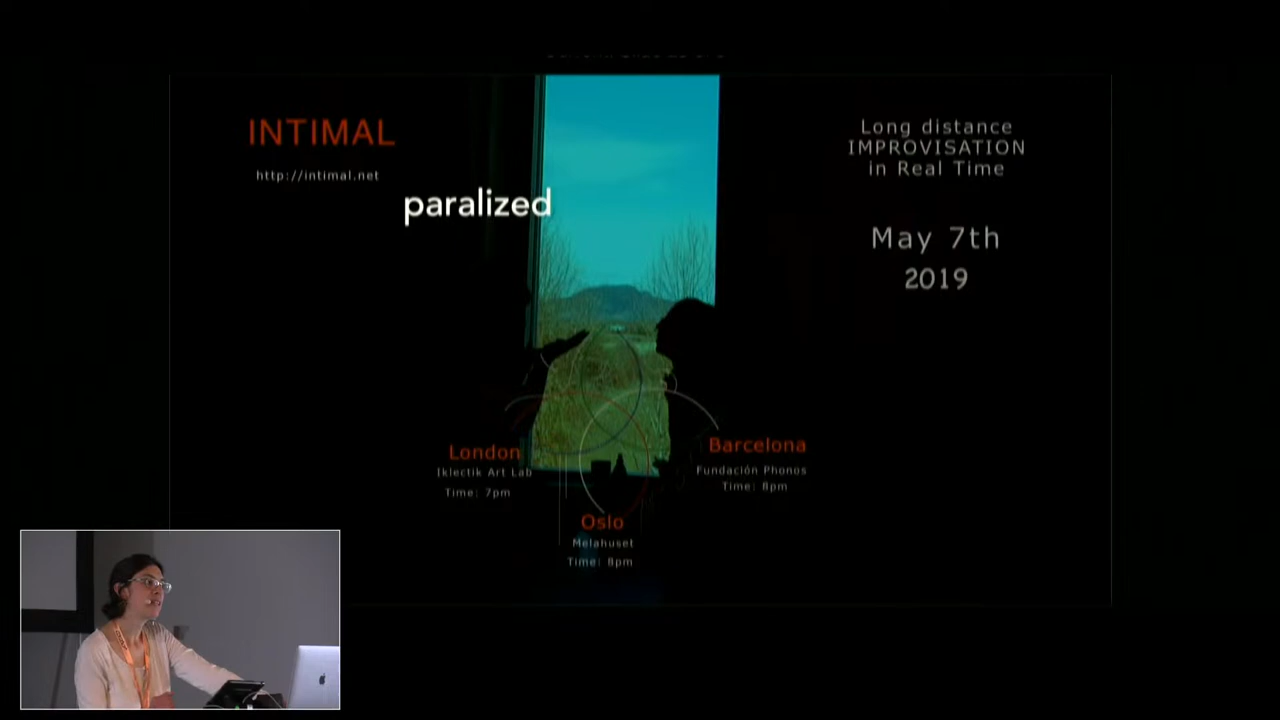 INTIMAL
http://intimal.net
paralized
Long distance
IMPROVISATION
in Real Time
May 7th
2019
London
Iklectik Art Lab
Time: 7pm
Barcelona
Fundación Phonos
Time: 8pm
Oslo
Melahuset
Time: 8pm